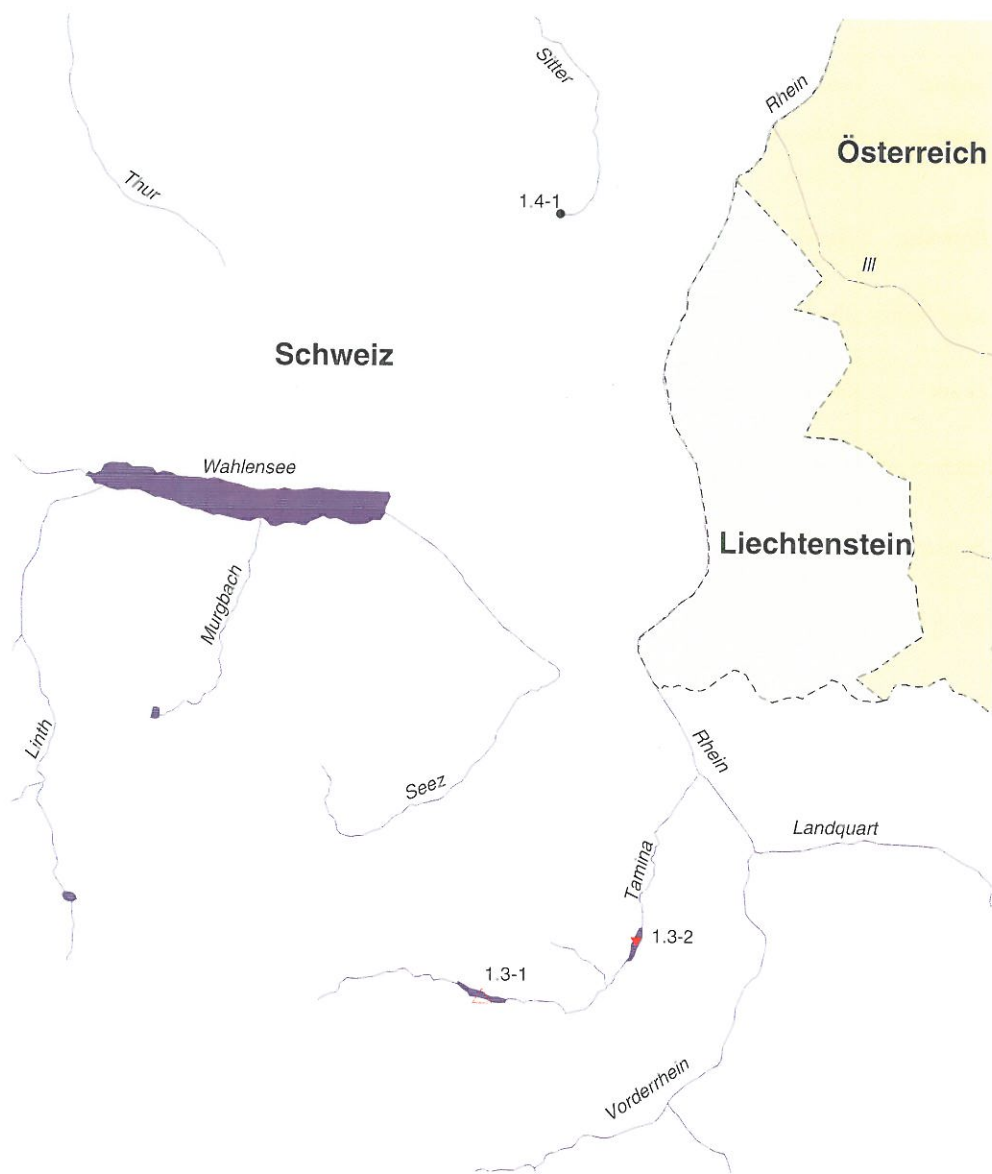 Sitter
Rhein
Österreich
Thur
1.4-1
Ill
Schweiz
Wahlensee
Liechtenstein
Murgbach
Linth
Rhein
Seez
Landquart
Tamina
1.3-2
1.3-1
Vorderrhein